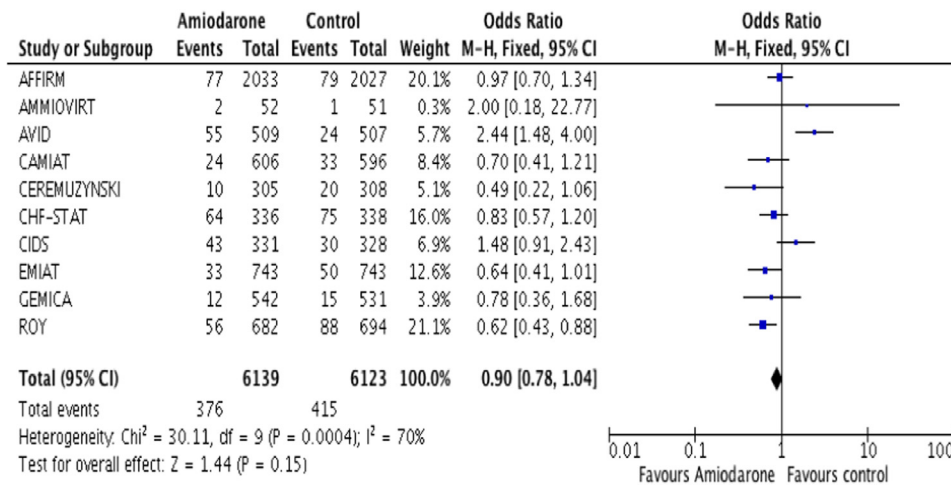 Amiodarone Control Odds Ratio Odds Ratio
Study or Subgroup Events Total Events Total Weight M-H, Fixed, 95% CI M-H, Fixed, 95% CI
AFFIRM 77 2033 79 2027 20.1% 0.97 [0.70, 1.34]
AMMIOVIRT 2 52 1 51 0.3% 2.00 [0.18, 22.77]
AVID 55 509 24 507 5.7% 2.44 [1.48, 4.00]
CAMIAT 24 606 33 596 8.4% 0.70 [0.41, 1.21]
CEREMUZYNSKI 10 305 20 308 5.1% 0.49 [0.22, 1.06]
CHF-STAT 64 336 75 338 16.0% 0.83 [0.57, 1.20]
CIDS 43 331 30 328 6.9% 1.48 [0.91, 2.43]
EMIAT 33 743 50 743 12.6% 0.64 [0.41, 1.01]
GEMICA 12 542 15 531 3.9% 0.78 [0.36, 1.68]
ROY 56 682 88 694 21.1% 0.62 [0.43, 0.88]
Total (95% CI) 6139 6123 100.0% 0.90 [0.78, 1.04]
Total events 376 415
Heterogeneity: Chi² = 30.11, df = 9 (P = 0.0004); I² = 70%
Test for overall effect: Z = 1.44 (P = 0.15)
0.01 0.1 1 10 100
Favours Amiodarone Favours control